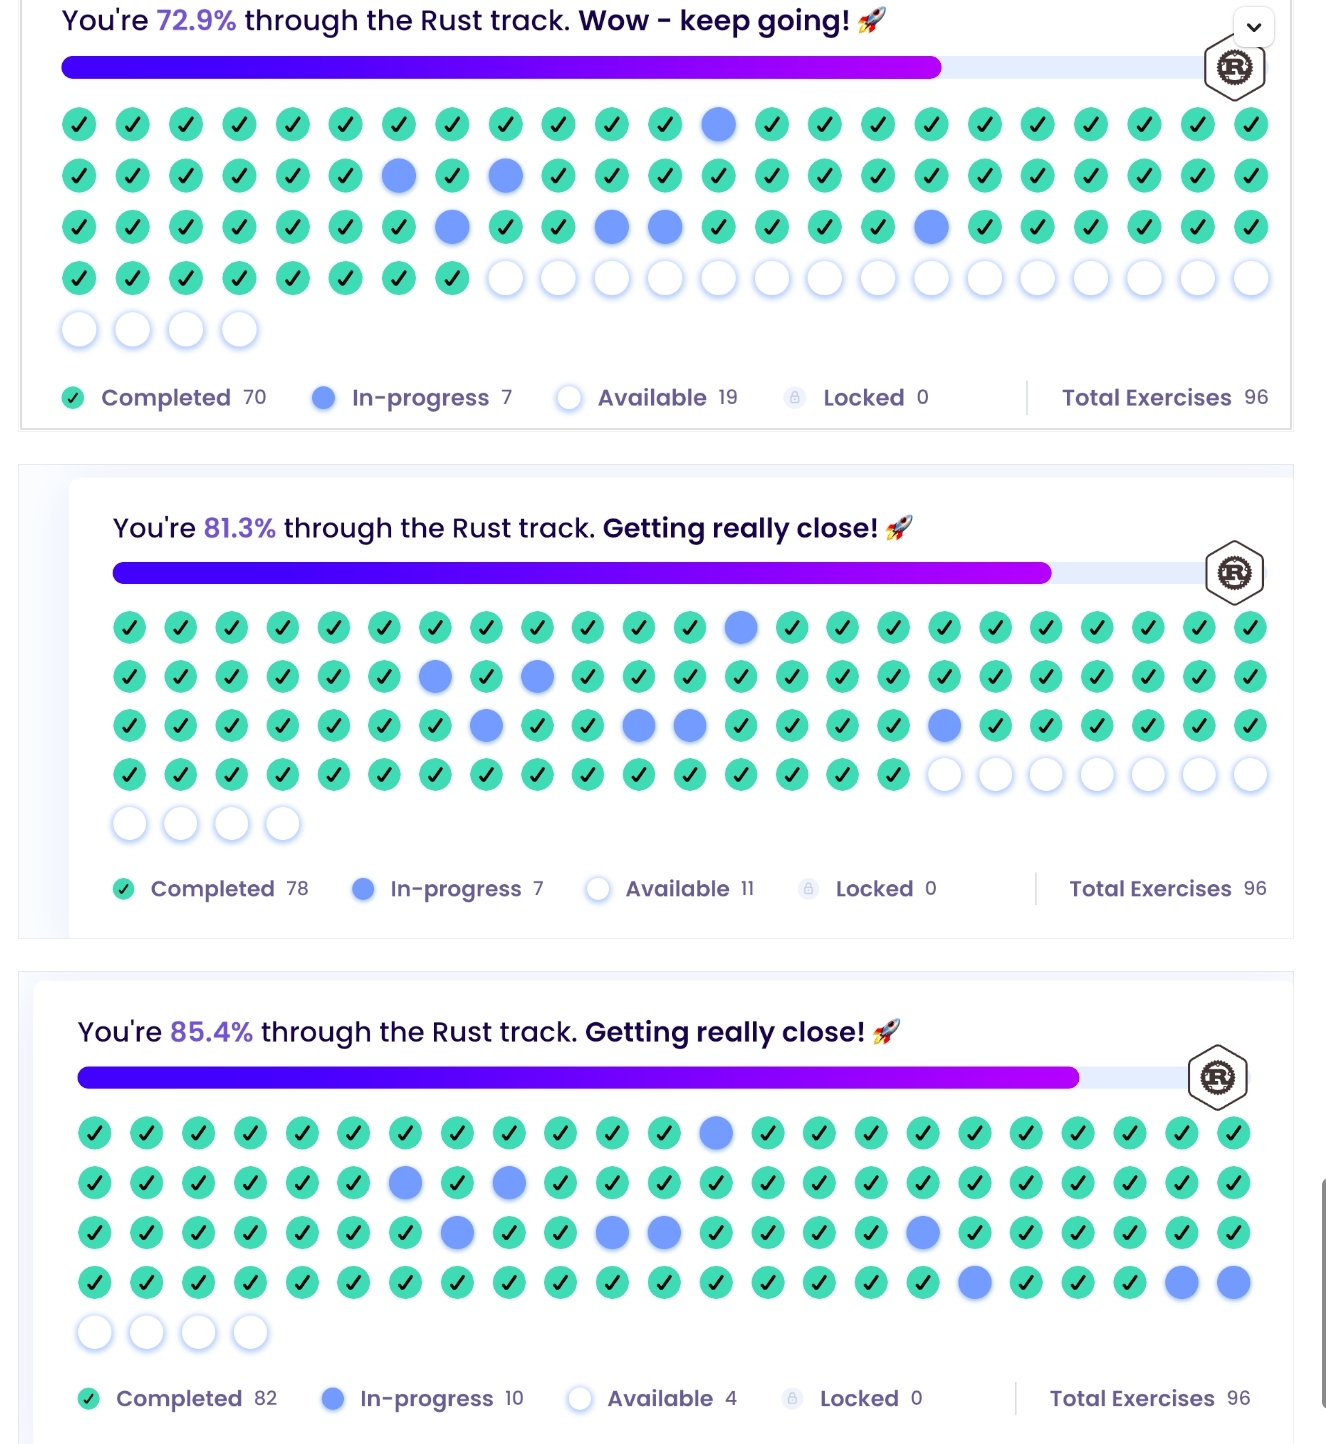 You're 72.9% through the Rust track. Wow - keep going! 🚀
R
Completed 70 In-progress 7 Available 19 Locked 0 Total Exercises 96
You're 81.3% through the Rust track. Getting really close! 🚀
R
Completed 78 In-progress 7 Available 11 Locked 0 Total Exercises 96
You're 85.4% through the Rust track. Getting really close! 🚀
R
Completed 82 In-progress 10 Available 4 Locked 0 Total Exercises 96